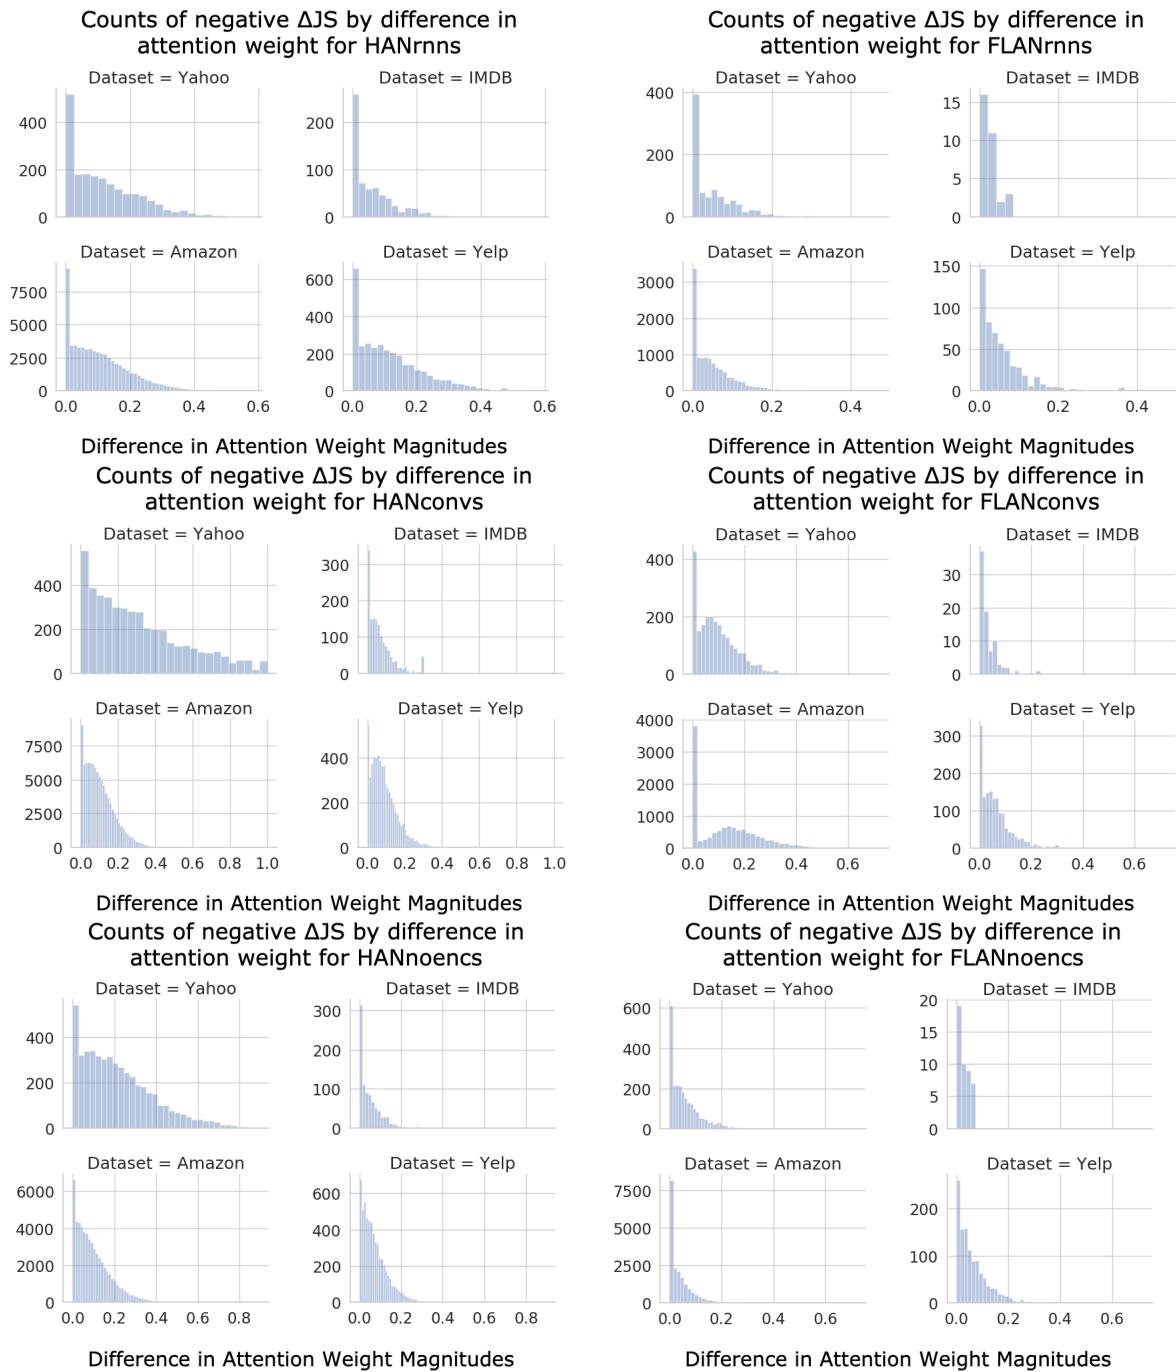 Counts of negative ΔJS by difference in
attention weight for HANrnns
Dataset = Yahoo
Dataset = IMDB
400
200
0
200
100
0
Dataset = Amazon
Dataset = Yelp
7500
5000
2500
0
600
400
200
0
0.0 0.2 0.4 0.6
0.0 0.2 0.4 0.6
Difference in Attention Weight Magnitudes
Counts of negative ΔJS by difference in
attention weight for FLANrnns
Dataset = Yahoo
Dataset = IMDB
400
200
0
15
10
5
0
Dataset = Amazon
Dataset = Yelp
3000
2000
1000
0
150
100
50
0
0.0 0.2 0.4
0.0 0.2 0.4
Difference in Attention Weight Magnitudes
Counts of negative ΔJS by difference in
attention weight for HANconvs
Dataset = Yahoo
Dataset = IMDB
400
200
0
300
200
100
0
Dataset = Amazon
Dataset = Yelp
7500
5000
2500
0
400
200
0
0.0 0.2 0.4 0.6 0.8 1.0
0.0 0.2 0.4 0.6 0.8 1.0
Difference in Attention Weight Magnitudes
Counts of negative ΔJS by difference in
attention weight for FLANconvs
Dataset = Yahoo
Dataset = IMDB
400
200
0
30
20
10
0
Dataset = Amazon
Dataset = Yelp
4000
3000
2000
1000
0
300
200
100
0
0.0 0.2 0.4 0.6
0.0 0.2 0.4 0.6
Difference in Attention Weight Magnitudes
Counts of negative ΔJS by difference in
attention weight for HANnoencs
Dataset = Yahoo
Dataset = IMDB
400
200
0
300
200
100
0
Dataset = Amazon
Dataset = Yelp
6000
4000
2000
0
600
400
200
0
0.0 0.2 0.4 0.6 0.8
0.0 0.2 0.4 0.6 0.8
Difference in Attention Weight Magnitudes
Counts of negative ΔJS by difference in
attention weight for FLANnoencs
Dataset = Yahoo
Dataset = IMDB
600
400
200
0
20
15
10
5
0
Dataset = Amazon
Dataset = Yelp
7500
5000
2500
0
200
100
0
0.0 0.2 0.4 0.6
0.0 0.2 0.4 0.6
Difference in Attention Weight Magnitudes